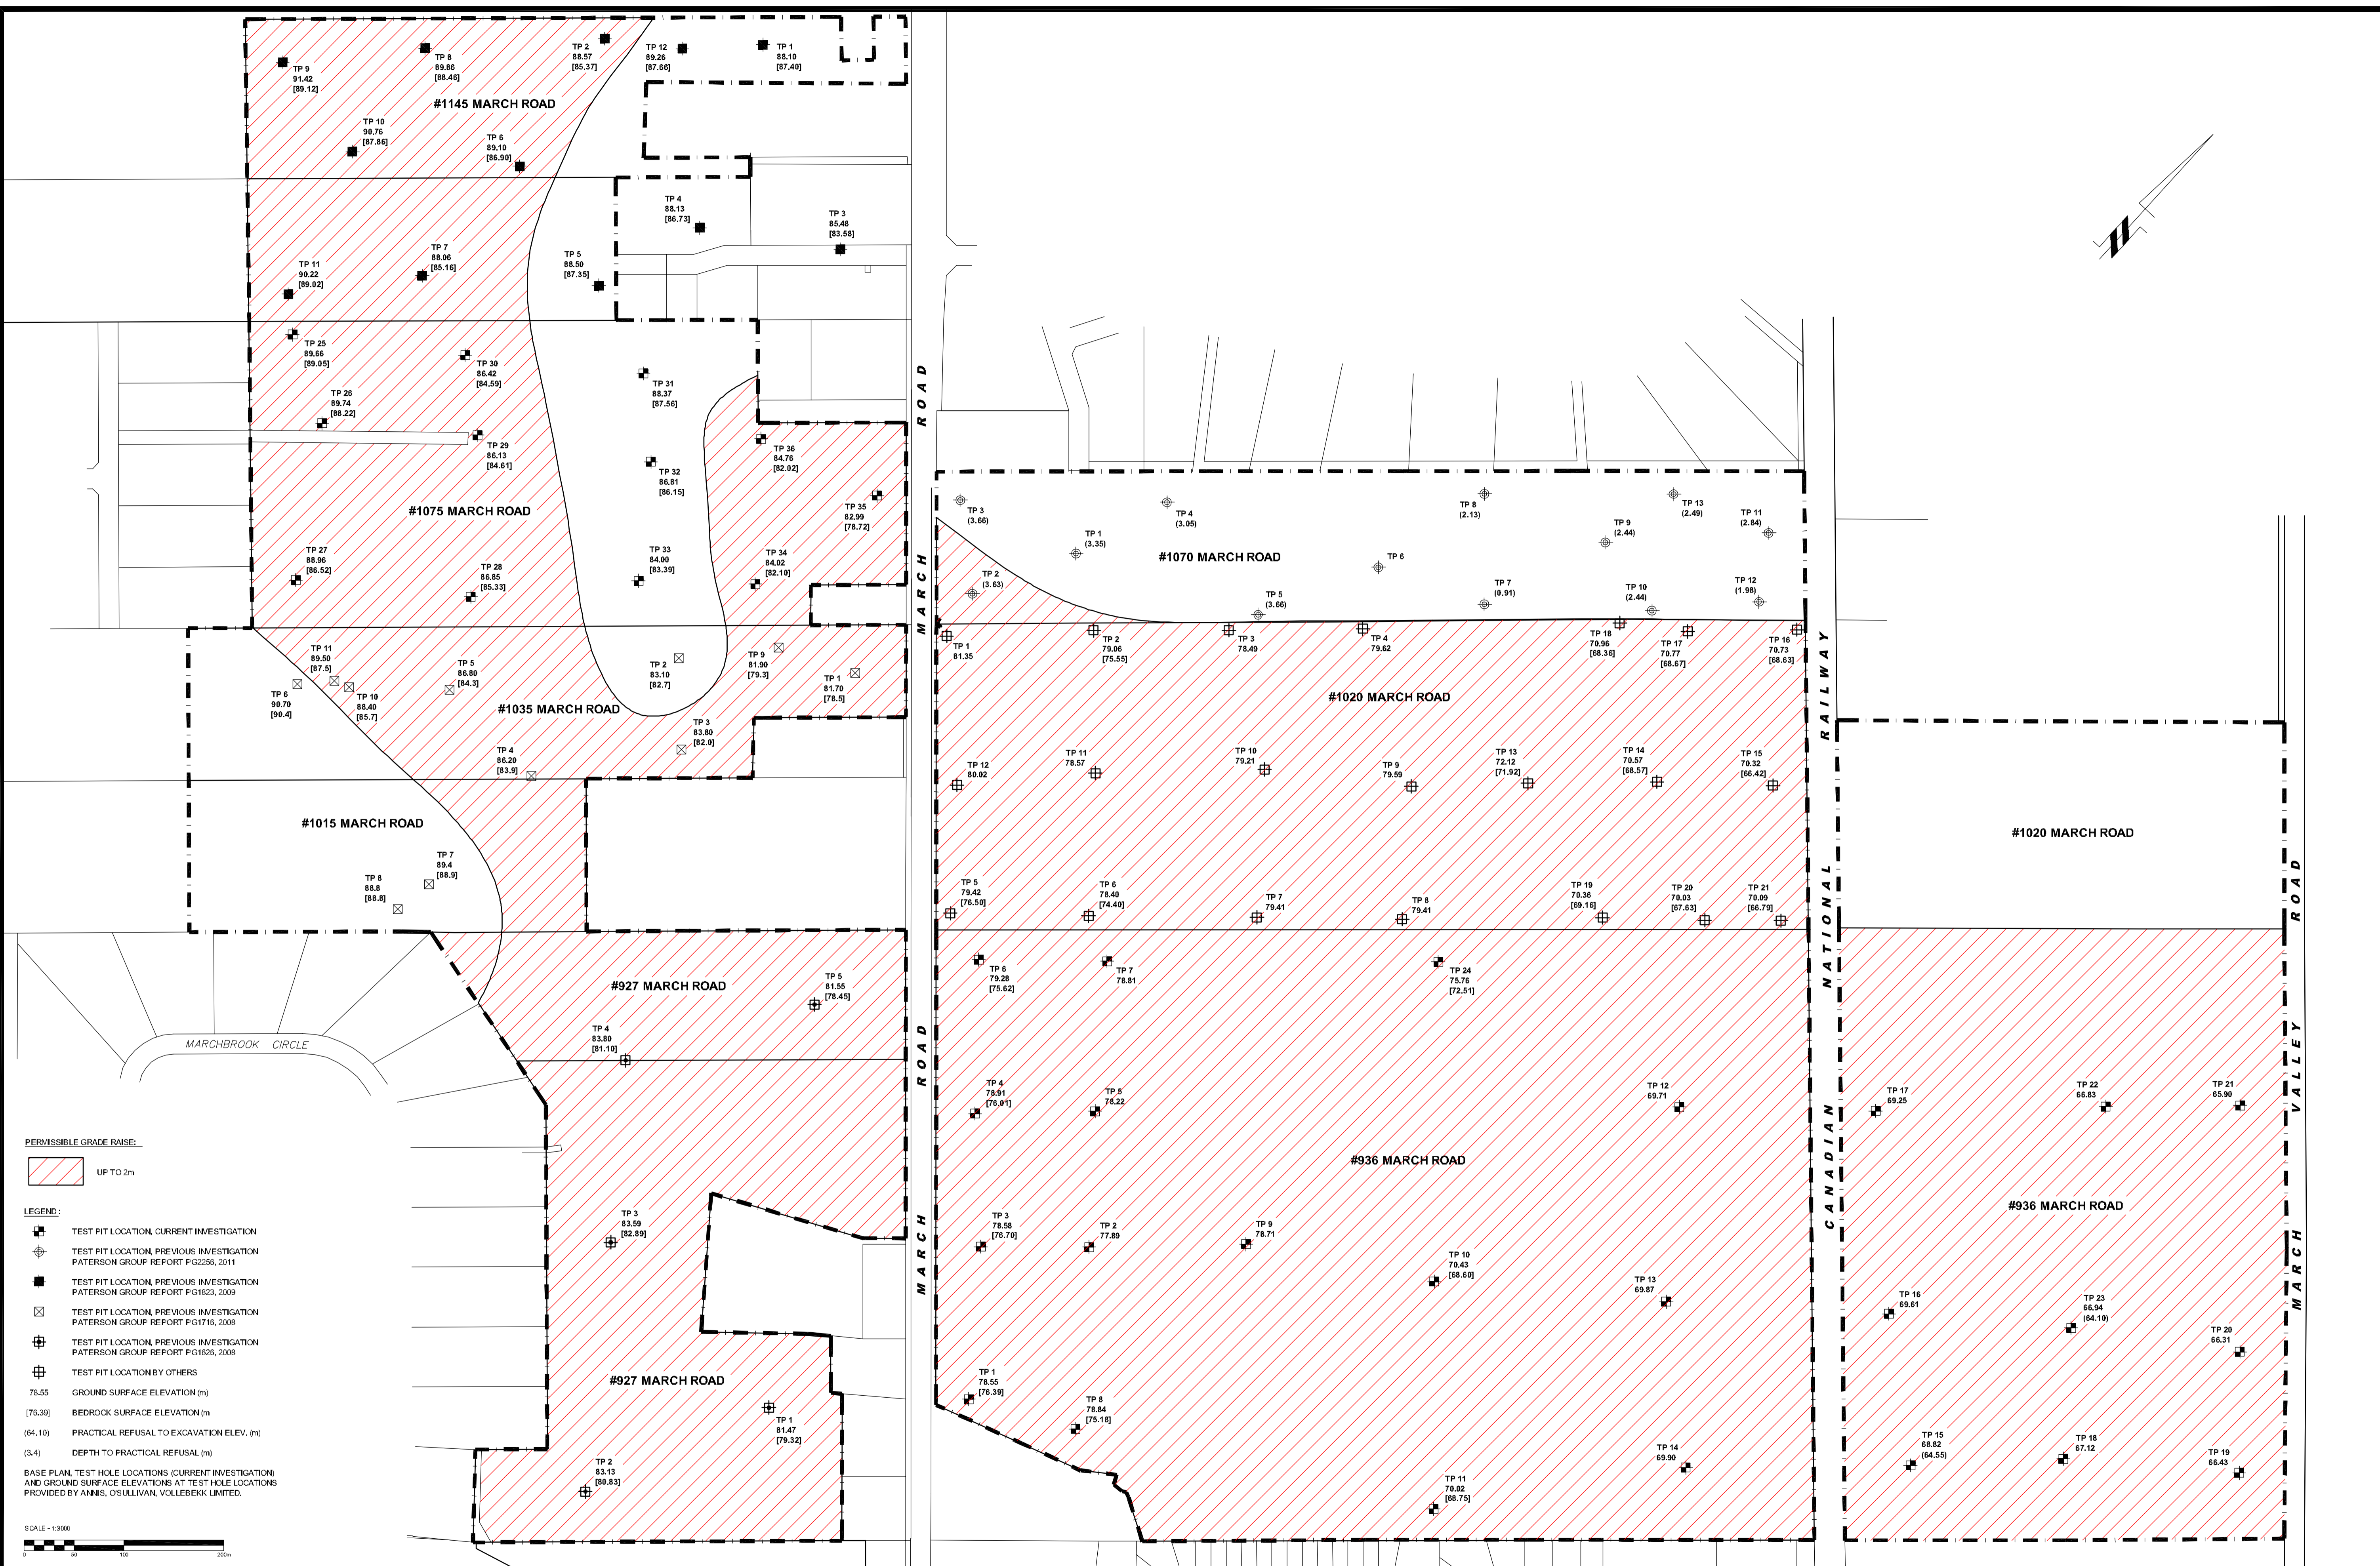 TP 9
91.42
[89.12]
TP 8
89.86
[88.46]
TP 2
88.57
[85.37]
TP 12
89.26
[87.66]
TP 1
88.10
[87.40]
#1145 MARCH ROAD
TP 10
90.76
[87.86]
TP 6
89.10
[86.90]
TP 4
88.13
[86.73]
TP 3
85.48
[83.58]
TP 7
88.06
[85.16]
TP 5
88.50
[87.35]
TP 11
90.22
[89.02]
TP 25
89.66
[89.05]
TP 30
86.42
[84.59]
TP 31
88.37
[87.56]
TP 26
89.74
[88.22]
TP 29
86.13
[84.61]
TP 36
84.76
[82.02]
TP 32
86.81
[86.15]
#1075 MARCH ROAD
TP 35
82.99
[78.72]
TP 27
88.96
[86.52]
TP 28
86.85
[85.33]
TP 33
84.00
[83.39]
TP 34
84.02
[82.10]
TP 11
89.50
[87.5]
TP 5
86.80
[84.3]
TP 2
83.10
[82.7]
TP 9
81.90
[79.3]
TP 1
81.70
[78.5]
TP 6
90.70
[90.4]
TP 10
88.40
[85.7]
#1035 MARCH ROAD
TP 3
83.80
[82.0]
TP 4
86.20
[83.9]
#1015 MARCH ROAD
TP 7
89.4
[88.9]
TP 8
88.8
[88.8]
#927 MARCH ROAD
TP 5
81.55
[78.45]
TP 4
83.80
[81.10]
MARCHBROOK CIRCLE
TP 3
83.59
[82.89]
#927 MARCH ROAD
TP 1
81.47
[79.32]
TP 2
83.13
[80.83]
MARCH ROAD
MARCH ROAD
TP 3
(3.66)
TP 4
(3.05)
TP 8
(2.13)
TP 13
(2.49)
TP 11
(2.84)
TP 1
(3.35)
#1070 MARCH ROAD
TP 9
(2.44)
TP 6
TP 2
(3.63)
TP 5
(3.66)
TP 7
(0.91)
TP 10
(2.44)
TP 12
(1.98)
TP 1
81.35
TP 2
79.06
[75.55]
TP 3
78.49
TP 4
79.62
TP 18
70.96
[68.36]
TP 17
70.77
[68.67]
TP 16
70.73
[68.63]
#1020 MARCH ROAD
TP 12
80.02
TP 11
78.57
TP 10
79.21
TP 9
79.59
TP 13
72.12
[71.92]
TP 14
70.57
[68.57]
TP 15
70.32
[66.42]
TP 5
79.42
[76.50]
TP 6
78.40
[74.40]
TP 7
79.41
TP 8
79.41
TP 19
70.36
[69.16]
TP 20
70.03
[67.63]
TP 21
70.09
[66.79]
TP 6
79.28
[75.62]
TP 7
78.81
TP 24
75.76
[72.51]
TP 4
78.91
[76.01]
TP 5
78.22
TP 12
69.71
#936 MARCH ROAD
TP 3
78.58
[76.70]
TP 2
77.89
TP 9
78.71
TP 10
70.43
[68.60]
TP 13
69.87
TP 1
78.55
[76.39]
TP 8
78.84
[75.18]
TP 11
70.02
[68.75]
TP 14
69.90
CANADIAN NATIONAL RAILWAY
#1020 MARCH ROAD
TP 17
69.25
TP 22
66.83
TP 21
65.90
#936 MARCH ROAD
TP 16
69.61
TP 23
66.94
(64.10)
TP 20
66.31
TP 15
68.82
(64.55)
TP 18
67.12
TP 19
66.43
MARCH VALLEY ROAD
PERMISSIBLE GRADE RAISE:
UP TO 2m
LEGEND:
TEST PIT LOCATION, CURRENT INVESTIGATION
TEST PIT LOCATION, PREVIOUS INVESTIGATION
PATERSON GROUP REPORT PG2256, 2011
TEST PIT LOCATION, PREVIOUS INVESTIGATION
PATERSON GROUP REPORT PG1823, 2009
TEST PIT LOCATION, PREVIOUS INVESTIGATION
PATERSON GROUP REPORT PG1716, 2008
TEST PIT LOCATION, PREVIOUS INVESTIGATION
PATERSON GROUP REPORT PG1626, 2008
TEST PIT LOCATION BY OTHERS
78.55 GROUND SURFACE ELEVATION (m)
[76.39] BEDROCK SURFACE ELEVATION (m
(64.10) PRACTICAL REFUSAL TO EXCAVATION ELEV. (m)
(3.4) DEPTH TO PRACTICAL REFUSAL (m)
BASE PLAN, TEST HOLE LOCATIONS (CURRENT INVESTIGATION)
AND GROUND SURFACE ELEVATIONS AT TEST HOLE LOCATIONS
PROVIDED BY ANNIS, O'SULLIVAN, VOLLEBEKK LIMITED.
SCALE - 1:3000
0 50 100 200m